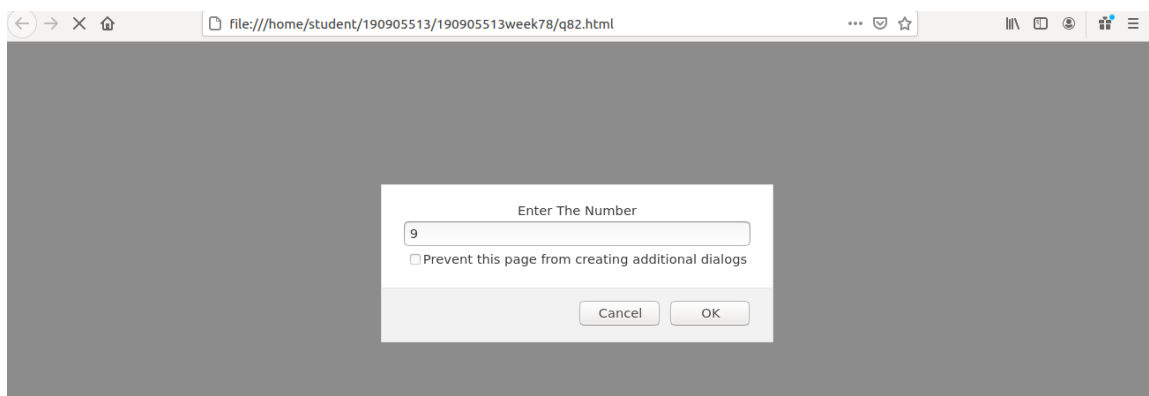 file:///home/student/190905513/190905513week78/q82.html
Enter The Number
9
Prevent this page from creating additional dialogs
Cancel OK